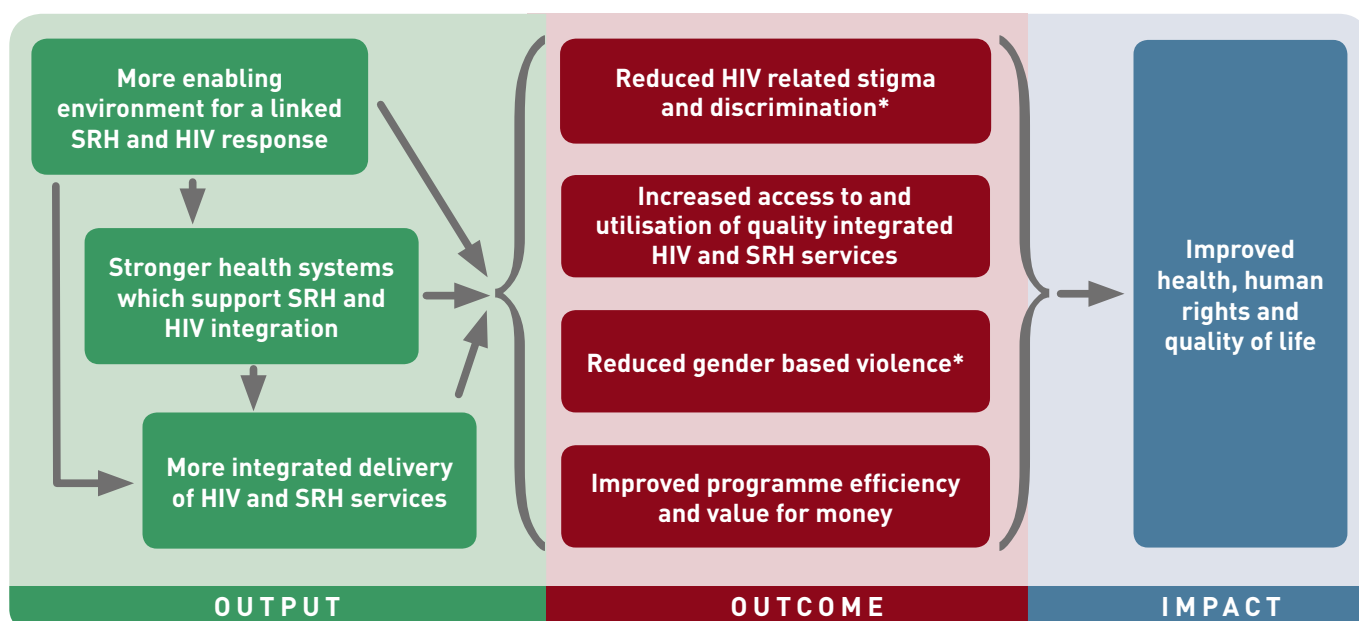 More enabling
environment for a linked
SRH and HIV response
Stronger health systems
which support SRH and
HIV integration
More integrated delivery
of HIV and SRH services
OUTPUT
Reduced HIV related stigma
and discrimination*
Increased access to and
utilisation of quality integrated
HIV and SRH services
Reduced gender based violence*
Improved programme efficiency
and value for money
OUTCOME
Improved
health, human
rights and
quality of life
IMPACT